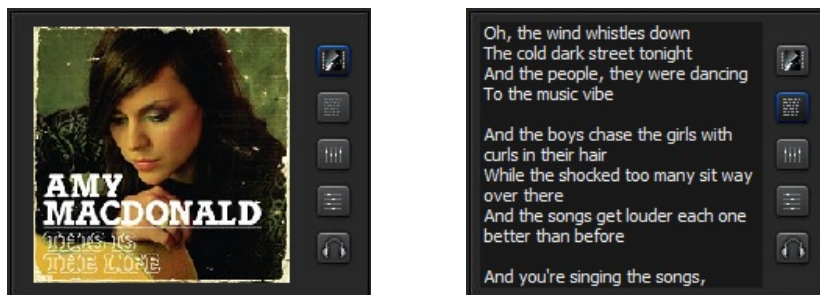 AMY
MACDONALD
THIS IS
THE LIFE
Oh, the wind whistles down
The cold dark street tonight
And the people, they were dancing
To the music vibe
And the boys chase the girls with
curls in their hair
While the shocked too many sit way
over there
And the songs get louder each one
better than before
And you're singing the songs,